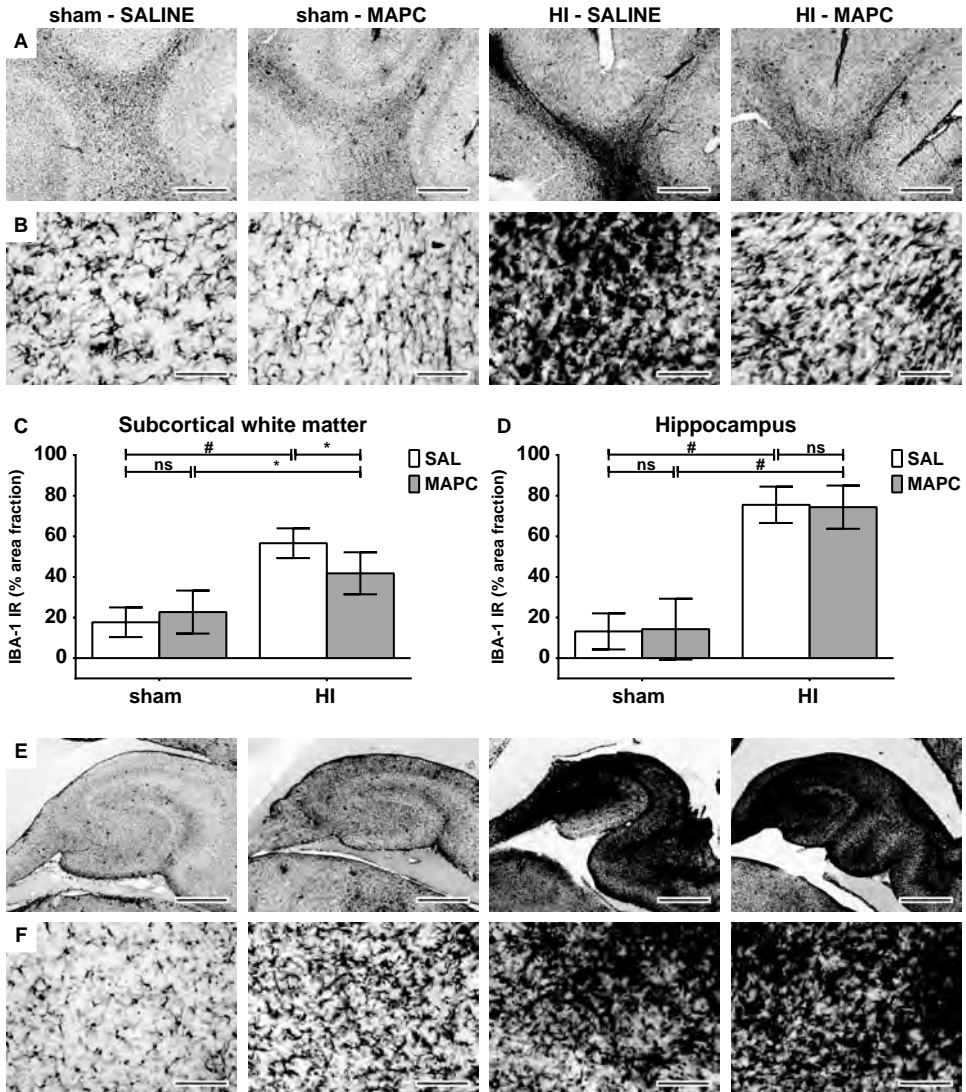 sham - SALINE sham - MAPC HI - SALINE HI - MAPC
A
B
C Subcortical white matter
# *
ns *
SAL
MAPC
IBA-1 IR (% area fraction)
100
80
60
40
20
0
sham HI
D Hippocampus
# ns
ns #
SAL
MAPC
IBA-1 IR (% area fraction)
100
80
60
40
20
0
sham HI
E
F